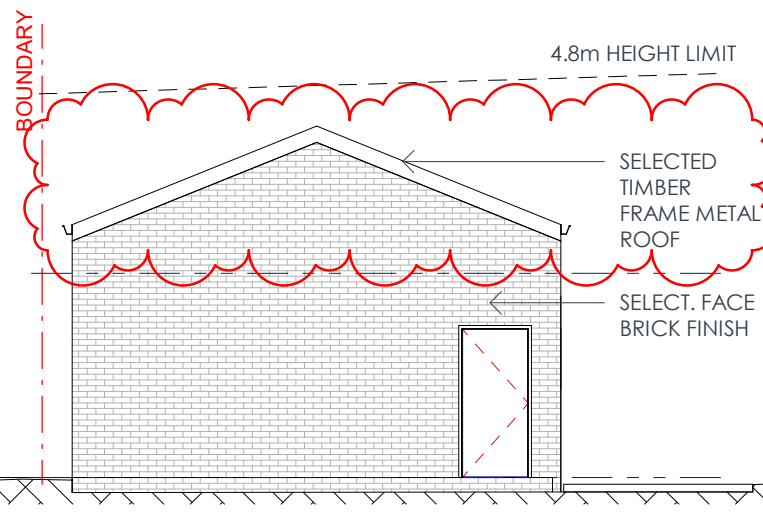 BOUNDARY
4.8m HEIGHT LIMIT
SELECTED
TIMBER
FRAME METAL
ROOF
SELECT. FACE
BRICK FINISH